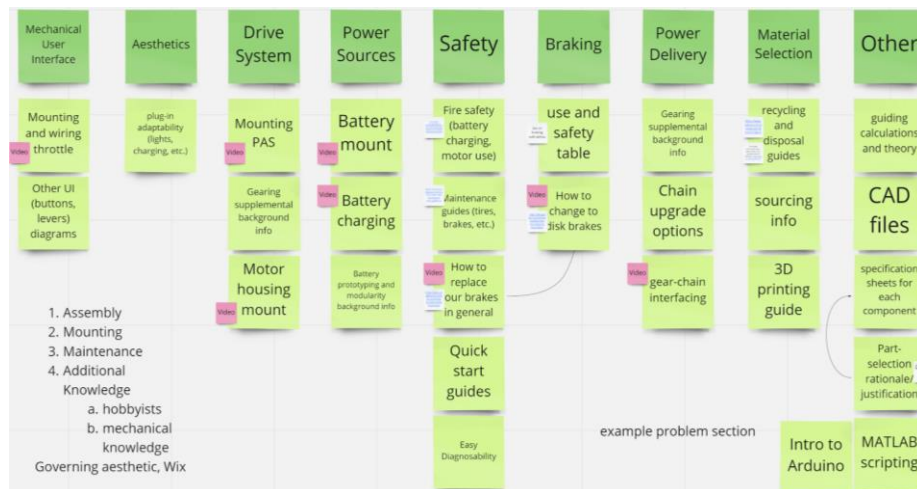 Mechanical
User
Interface
Aesthetics
Drive
System
Power
Sources
Safety
Braking
Power
Delivery
Material
Selection
Other
Mounting
and wiring
throttle
Video
plug-in
adaptability
(lights,
charging, etc.)
Mounting
PAS
Video
Battery
mount
Video
Fire safety
(battery
charging,
motor use)
use and
safety
table
Gearing
supplemental
background
info
recycling
and
disposal
guides
guiding
calculations
and theory
Other UI
(buttons,
levers)
diagrams
Gearing
supplemental
background
info
Battery
charging
Video
Maintenance
guides (tires,
brakes, etc.)
Video
How to
change to
disk brakes
Chain
upgrade
options
sourcing
info
CAD
files
Motor
housing
mount
Video
Battery
prototyping and
modularity
background info
Video
How to
replace
our brakes
in general
Video
gear-chain
interfacing
3D
printing
guide
specification
sheets for
each
component
1. Assembly
2. Mounting
3. Maintenance
4. Additional
Knowledge
a. hobbyists
b. mechanical
knowledge
Governing aesthetic, Wix
Quick
start
guides
Part-
selection
rationale/
justification
Easy
Diagnosability
example problem section
Intro to
Arduino
MATLAB
scripting